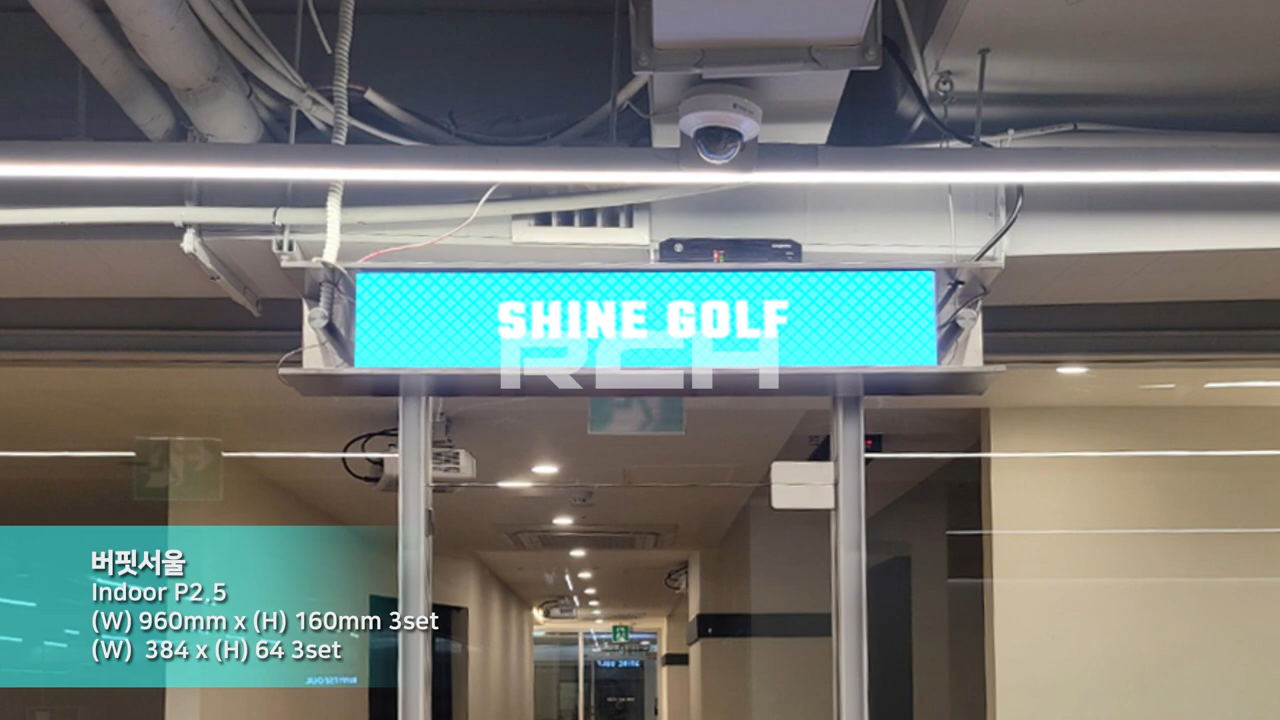 SHINE GOLF
RCH
버핏서울
Indoor P2.5
(W) 960mm x (H) 160mm 3set
(W)  384 x (H) 64 3set